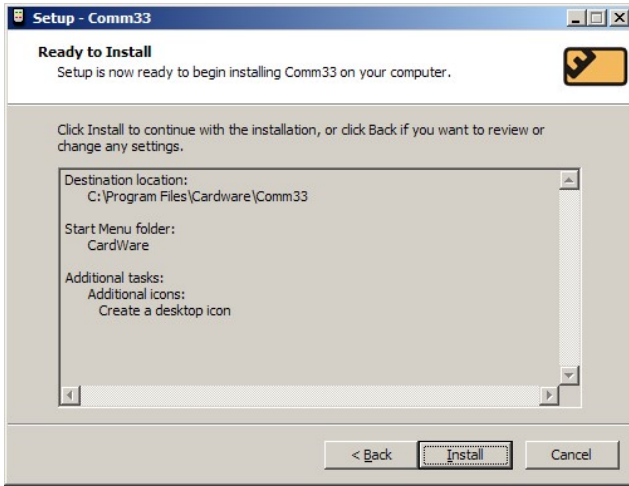 Setup - Comm33
Ready to Install
Setup is now ready to begin installing Comm33 on your computer.
Click Install to continue with the installation, or click Back if you want to review or
change any settings.
Destination location:
C:\Program Files\Cardware\Comm33
Start Menu folder:
CardWare
Additional tasks:
Additional icons:
Create a desktop icon
< Back
Install
Cancel